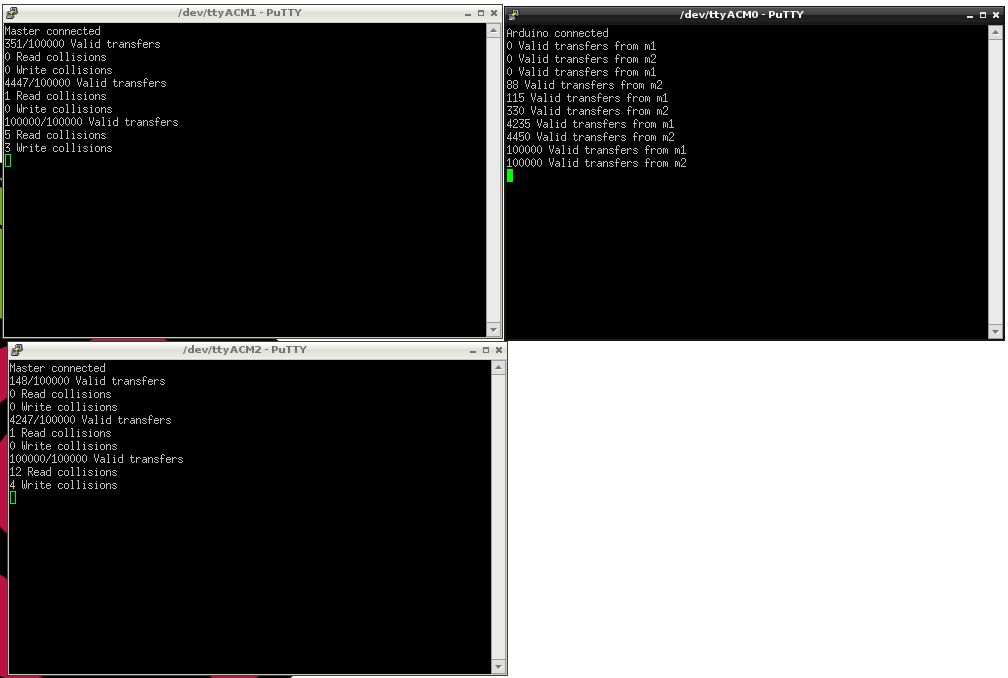 /dev/ttyACM1 - PuTTY
Master connected
351/100000 Valid transfers
0 Read collisions
0 Write collisions
4447/100000 Valid transfers
1 Read collisions
0 Write collisions
100000/100000 Valid transfers
5 Read collisions
3 Write collisions
/dev/ttyACM0 - PuTTY
Arduino connected
0 Valid transfers from m1
0 Valid transfers from m2
0 Valid transfers from m1
88 Valid transfers from m2
115 Valid transfers from m1
330 Valid transfers from m2
4235 Valid transfers from m1
4450 Valid transfers from m2
100000 Valid transfers from m1
100000 Valid transfers from m2
/dev/ttyACM2 - PuTTY
Master connected
148/100000 Valid transfers
0 Read collisions
0 Write collisions
4247/100000 Valid transfers
1 Read collisions
0 Write collisions
100000/100000 Valid transfers
12 Read collisions
4 Write collisions